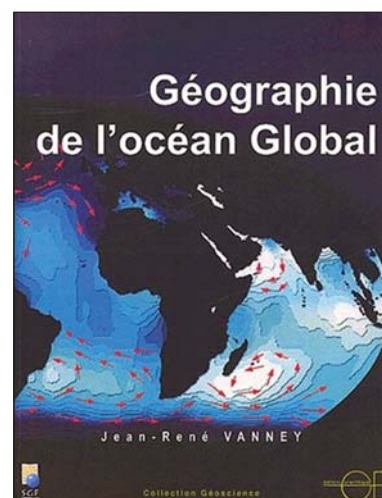 Géographie
de l'océan Global
Jean-René VANNEY
SGF
Collection Géoscience